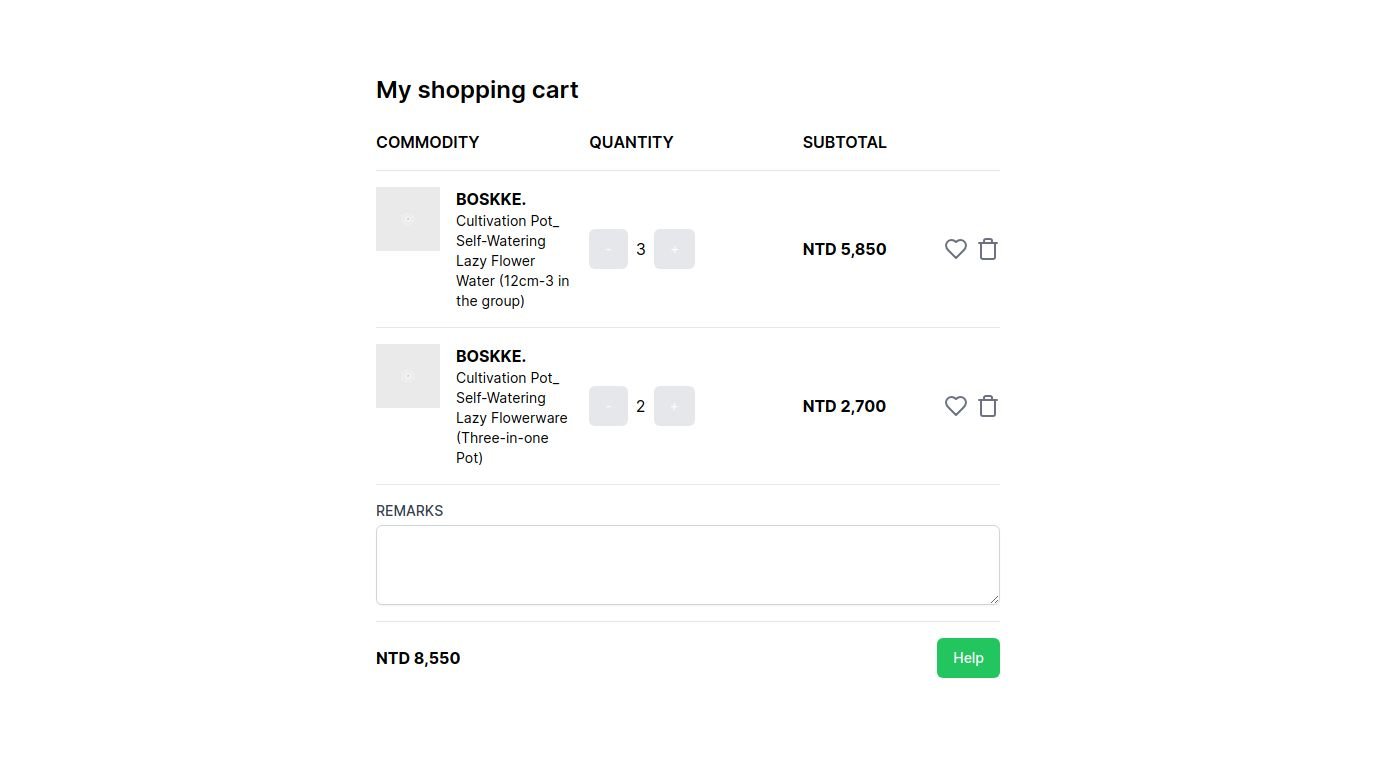 My shopping cart
COMMODITY QUANTITY SUBTOTAL
BOSKKE.
Cultivation Pot_
Self-Watering
Lazy Flower
Water (12cm-3 in
the group)
- 3 + NTD 5,850
BOSKKE.
Cultivation Pot_
Self-Watering
Lazy Flowerware
(Three-in-one
Pot)
- 2 + NTD 2,700
REMARKS
NTD 8,550 Help